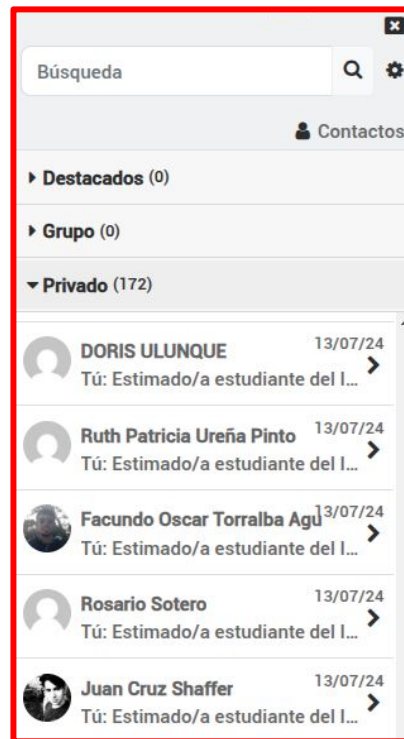 Búsqueda
Contactos
Destacados (0)
Grupo (0)
Privado (172)
DORIS ULUNQUE 13/07/24
Tú: Estimado/a estudiante del I...
Ruth Patricia Ureña Pinto 13/07/24
Tú: Estimado/a estudiante del I...
Facundo Oscar Torralba Agu 13/07/24
Tú: Estimado/a estudiante del I...
Rosario Sotero 13/07/24
Tú: Estimado/a estudiante del I...
Juan Cruz Shaffer 13/07/24
Tú: Estimado/a estudiante del I...